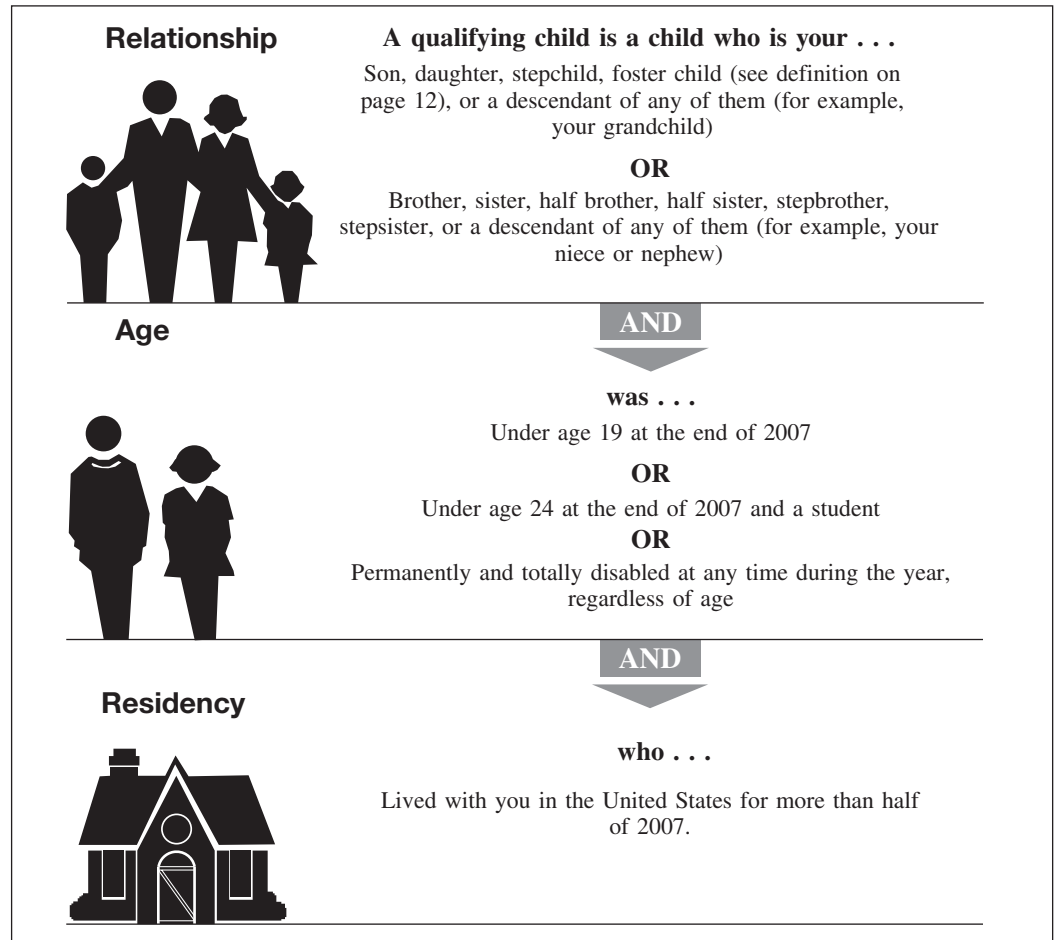 Relationship
A qualifying child is a child who is your . . .
Son, daughter, stepchild, foster child (see definition on
page 12), or a descendant of any of them (for example,
your grandchild)
OR
Brother, sister, half brother, half sister, stepbrother,
stepsister, or a descendant of any of them (for example, your
niece or nephew)
AND
Age
was . . .
Under age 19 at the end of 2007
OR
Under age 24 at the end of 2007 and a student
OR
Permanently and totally disabled at any time during the year,
regardless of age
AND
Residency
who . . .
Lived with you in the United States for more than half
of 2007.